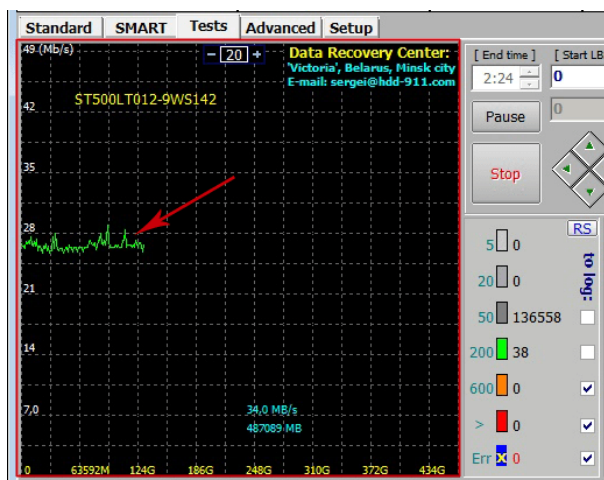 Standard SMART Tests Advanced Setup
49 (Mb/s)
− 20 +
Data Recovery Center:
'Victoria', Belarus, Minsk city
E-mail: sergei@hdd-911.com
ST500LT012-9WS142
42
35
28
21
14
7,0
34,0 MB/s
487089 MB
0 63592M 124G 186G 248G 310G 372G 434G
[ End time ] [ Start LB
2:24 0
Pause 0
Stop
RS
to log:
5 0
20 0
50 136558
200 38
600 0
> 0
Err x 0